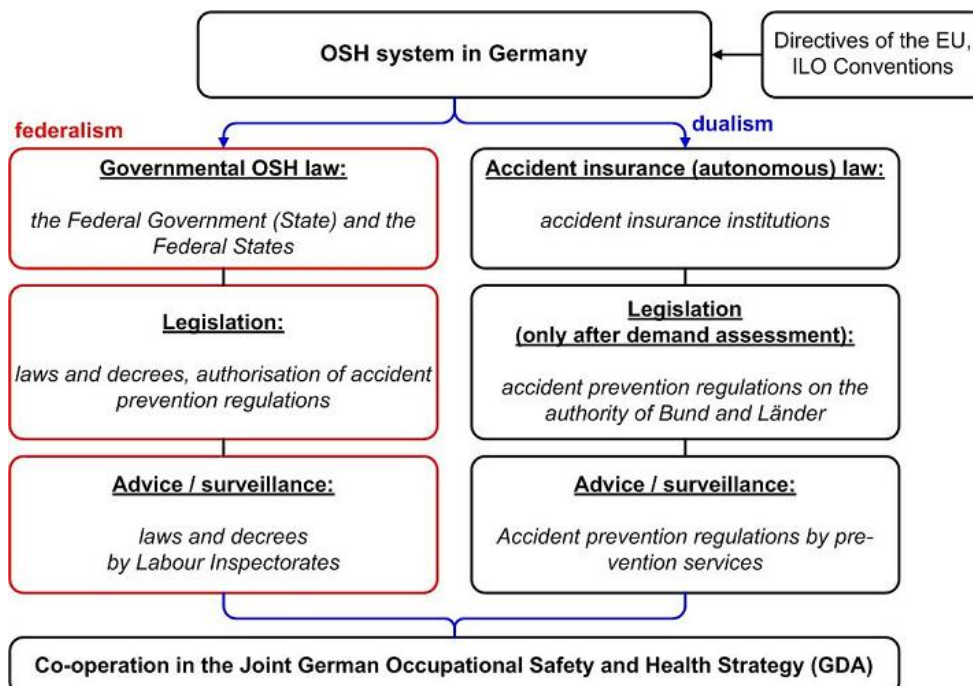 OSH system in Germany
Directives of the EU,
ILO Conventions
federalism
dualism
Governmental OSH law:
the Federal Government (State) and the
Federal States
Accident insurance (autonomous) law:
accident insurance institutions
Legislation:
laws and decrees, authorisation of accident
prevention regulations
Legislation
(only after demand assessment):
accident prevention regulations on the
authority of Bund and Länder
Advice / surveillance:
laws and decrees
by Labour Inspectorates
Advice / surveillance:
Accident prevention regulations by pre-
vention services
Co-operation in the Joint German Occupational Safety and Health Strategy (GDA)